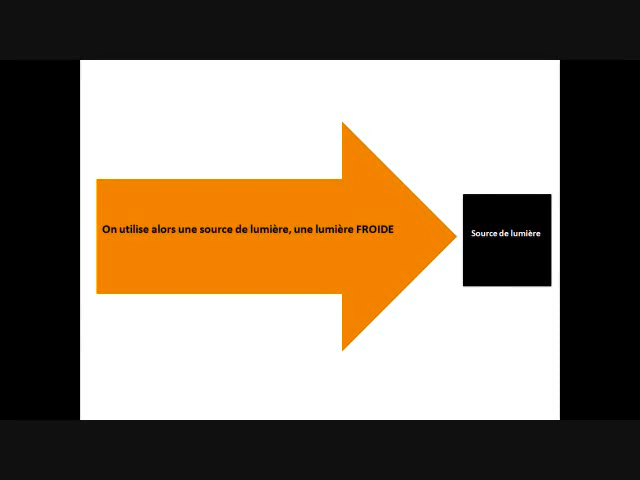 On utilise alors une source de lumière, une lumière FROIDE
Source de lumière